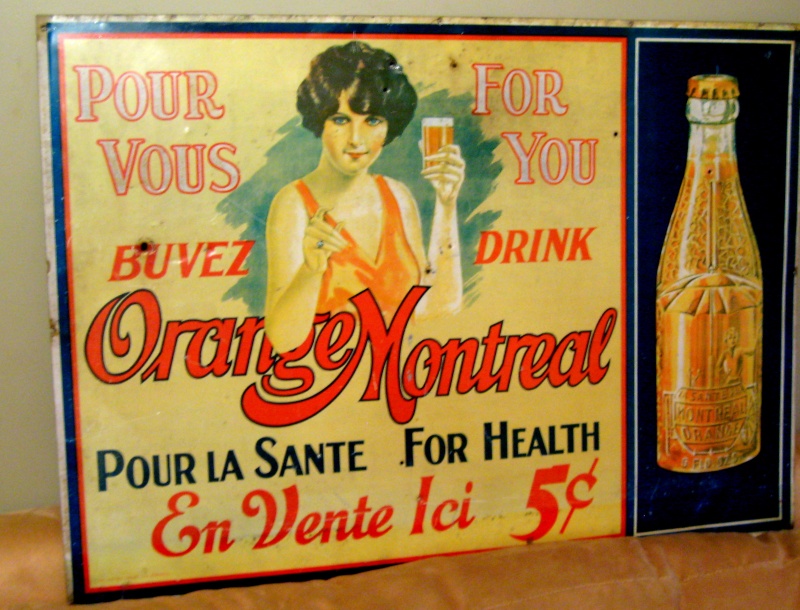 POUR VOUS
FOR YOU
BUVEZ
DRINK
Orange Montreal
POUR LA SANTE FOR HEALTH
En Vente Ici 5¢
MONTREAL
ORANGE